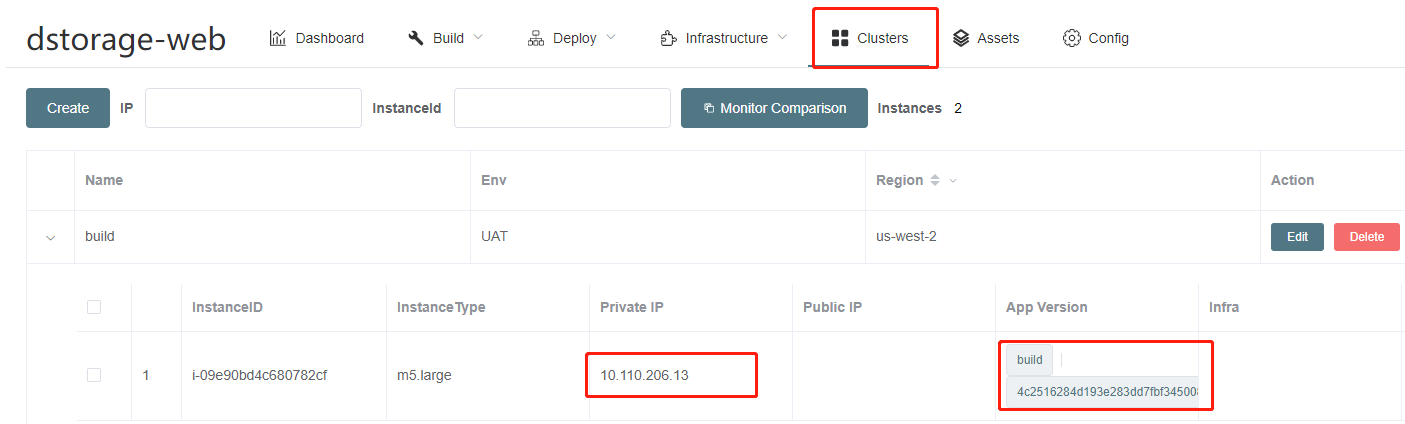 dstorage-web Dashboard Build Deploy Infrastructure Clusters Assets Config
Create IP InstanceId Monitor Comparison Instances 2
Name Env Region Action
build UAT us-west-2 Edit Delete
InstanceID InstanceType Private IP Public IP App Version Infra
build
1 i-09e90bd4c680782cf m5.large 10.110.206.13
4c2516284d193e283dd7fbf34500